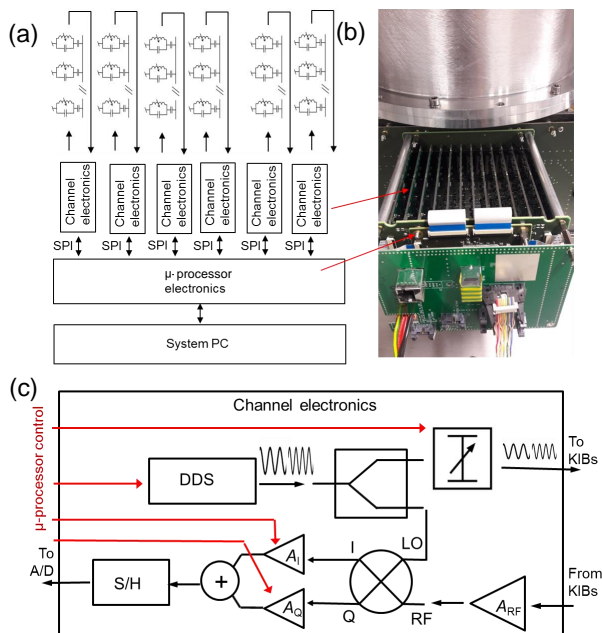 (a)
(b)
Channel
electronics
Channel
electronics
Channel
electronics
Channel
electronics
Channel
electronics
Channel
electronics
SPI
SPI
SPI
SPI
SPI
SPI
μ-processor
electronics
System PC
(c)
Channel electronics
μ-processor control
To
KIBs
DDS
LO
I
A_I
To
A/D
S/H
+
A_Q
Q
RF
A_RF
From
KIBs